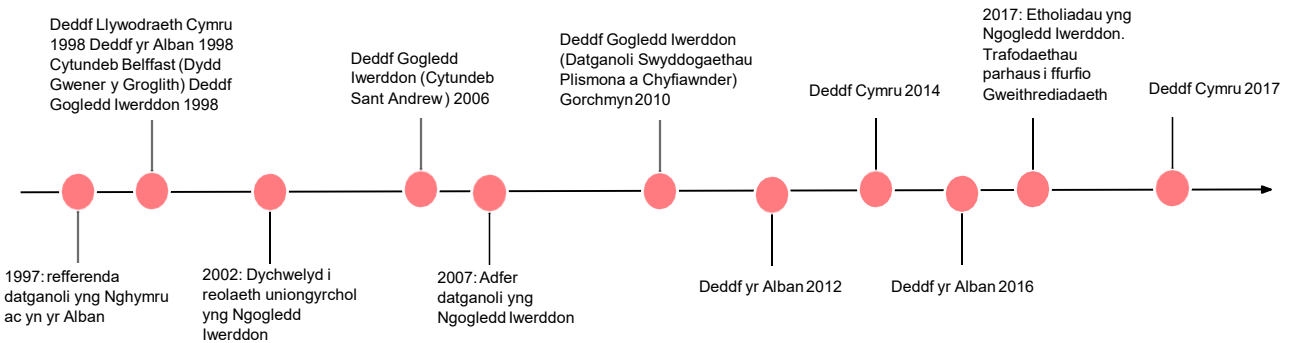 Deddf Llywodraeth Cymru
1998 Deddf yr Alban 1998
Cytundeb Belffast (Dydd
Gwener y Groglith) Deddf
Gogledd Iwerddon 1998
Deddf Gogledd
Iwerddon (Cytundeb
Sant Andrew) 2006
Deddf Gogledd Iwerddon
(Datganoli Swyddogaethau
Plismona a Chyfiawnder)
Gorchmyn 2010
Deddf Cymru 2014
2017: Etholiadau yng
Ngogledd Iwerddon.
Trafodaethau
parhaus i ffurfio
Gweithrediadaeth
Deddf Cymru 2017
1997: refferenda
datganoli yng Nghymru
ac yn yr Alban
2002: Dychwelyd i
reolaeth uniongyrchol
yng Ngogledd
Iwerddon
2007: Adfer
datganoli yng
Ngogledd Iwerddon
Deddf yr Alban 2012
Deddf yr Alban 2016